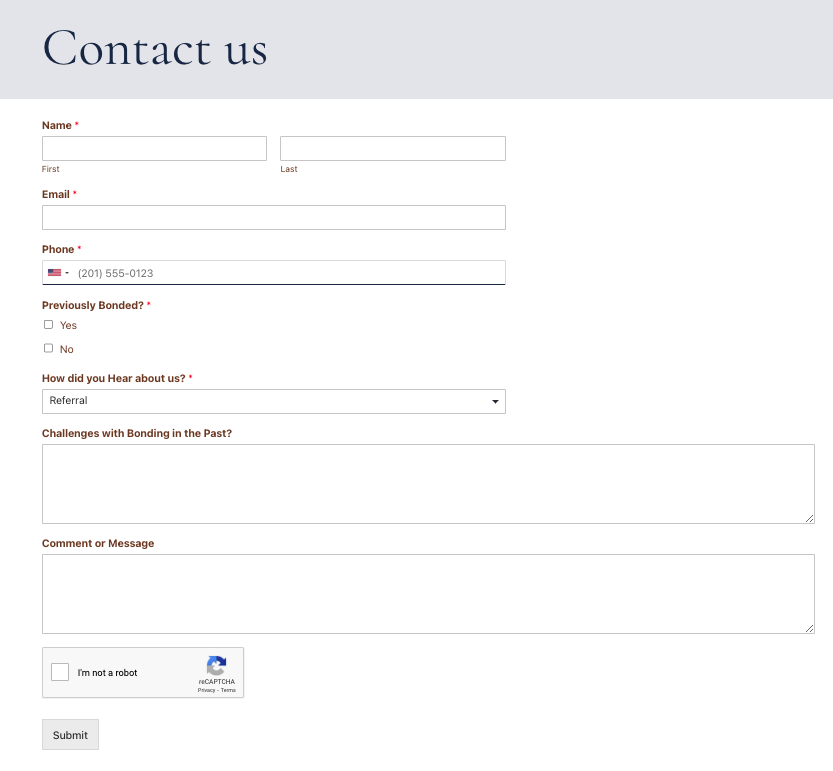 Contact us
Name *
First Last
Email *
Phone *
(201) 555-0123
Previously Bonded? *
Yes
No
How did you Hear about us? *
Referral
Challenges with Bonding in the Past?
Comment or Message
I'm not a robot
reCAPTCHA
Privacy - Terms
Submit